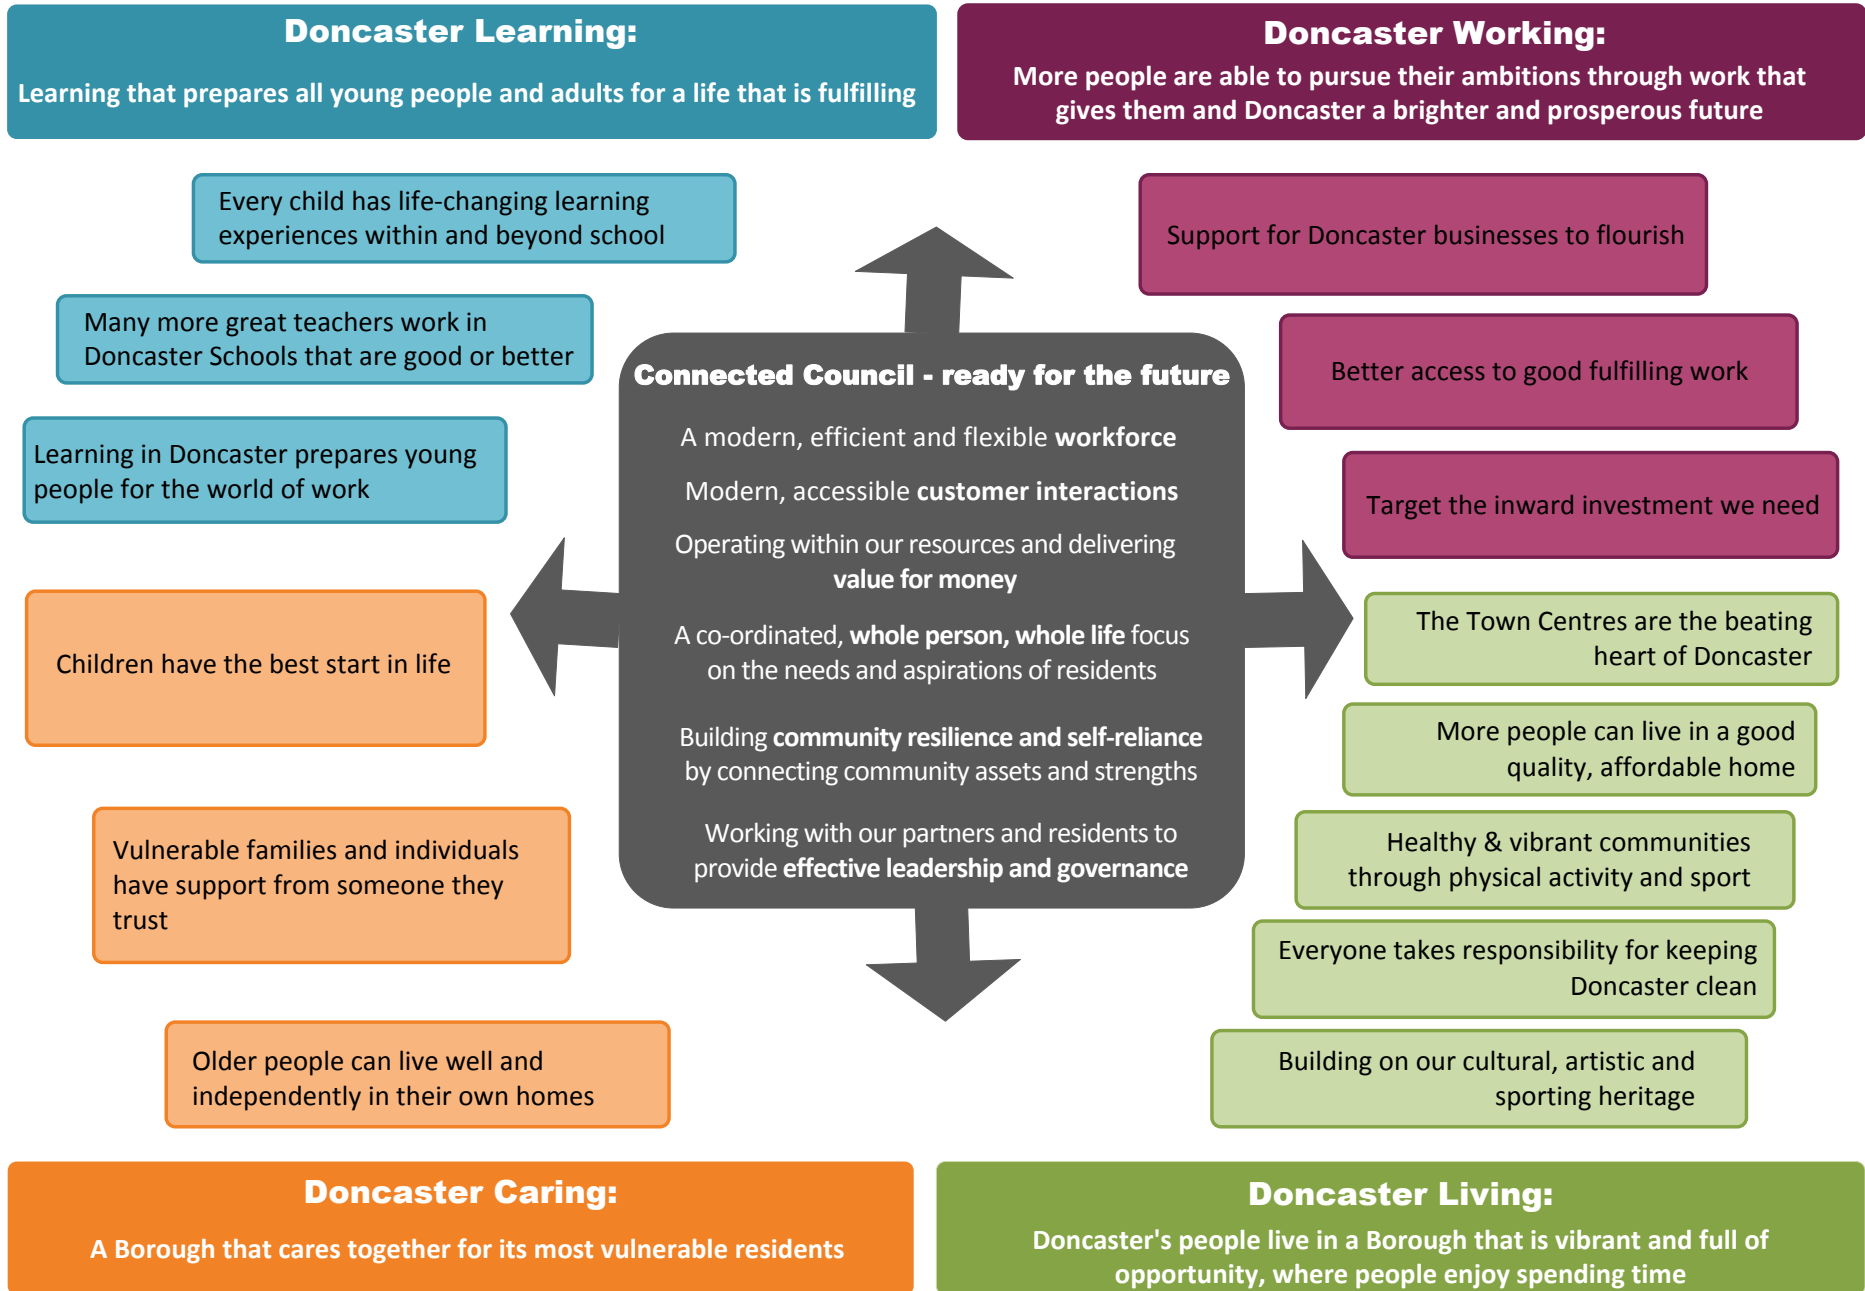 Doncaster Learning:
Learning that prepares all young people and adults for a life that is fulfilling
Doncaster Working:
More people are able to pursue their ambitions through work that
gives them and Doncaster a brighter and prosperous future
Every child has life-changing learning
experiences within and beyond school
Many more great teachers work in
Doncaster Schools that are good or better
Learning in Doncaster prepares young
people for the world of work
Support for Doncaster businesses to flourish
Better access to good fulfilling work
Target the inward investment we need
Connected Council - ready for the future
A modern, efficient and flexible workforce
Modern, accessible customer interactions
Operating within our resources and delivering
value for money
A co-ordinated, whole person, whole life focus
on the needs and aspirations of residents
Building community resilience and self-reliance
by connecting community assets and strengths
Working with our partners and residents to
provide effective leadership and governance
Children have the best start in life
Vulnerable families and individuals
have support from someone they
trust
Older people can live well and
independently in their own homes
The Town Centres are the beating
heart of Doncaster
More people can live in a good
quality, affordable home
Healthy & vibrant communities
through physical activity and sport
Everyone takes responsibility for keeping
Doncaster clean
Building on our cultural, artistic and
sporting heritage
Doncaster Caring:
A Borough that cares together for its most vulnerable residents
Doncaster Living:
Doncaster's people live in a Borough that is vibrant and full of
opportunity, where people enjoy spending time